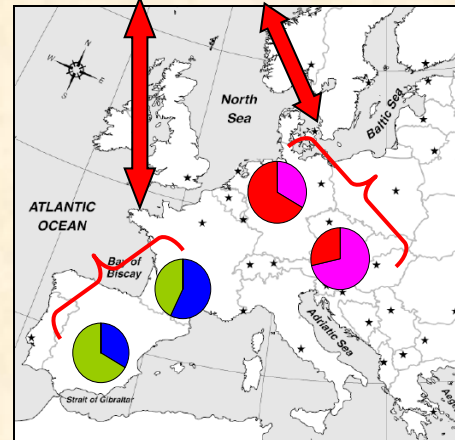 N
W
E
S
North
Sea
Baltic Sea
ATLANTIC
OCEAN
Bay of
Biscay
Adriatic Sea
Strait of Gibraltar